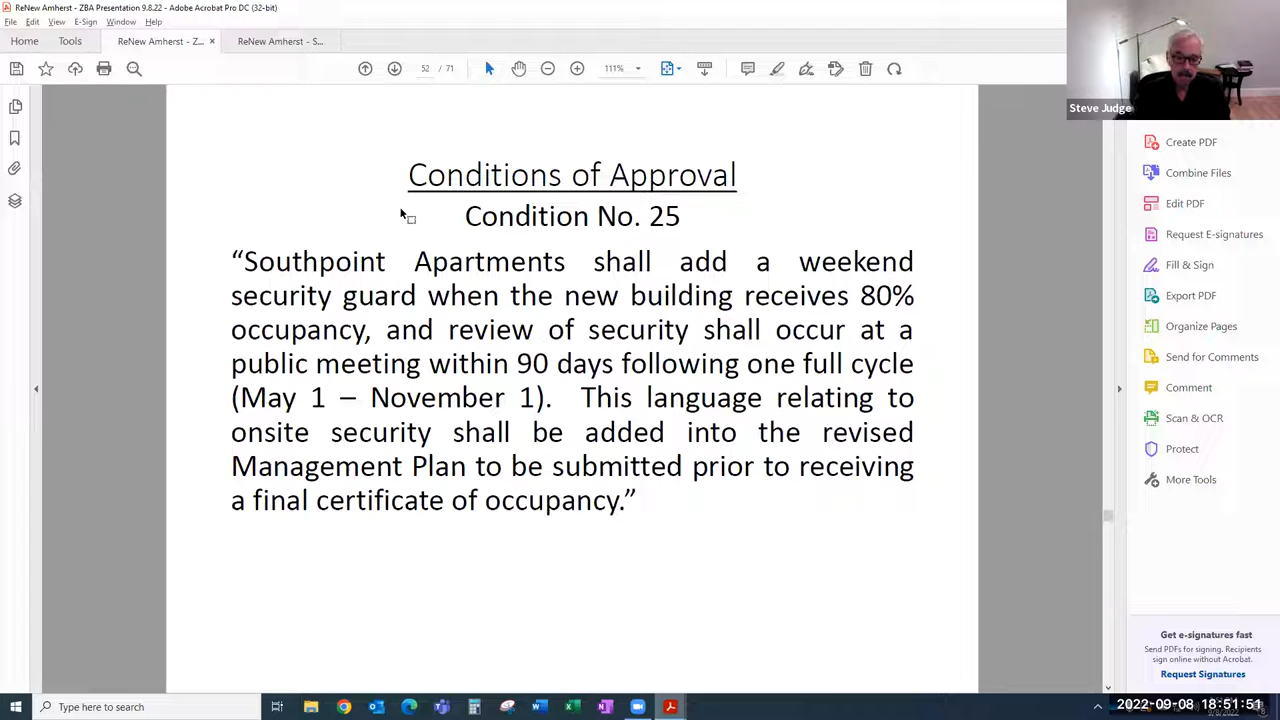 ReNew Amherst - ZBA Presentation 9.8.22 - Adobe Acrobat Pro DC (32-bit)
File Edit View E-Sign Window Help
Home Tools ReNew Amherst - Z... × ReNew Amherst - S...
52 / 71 111%
Steve Judge
Conditions of Approval
Condition No. 25
“Southpoint Apartments shall add a weekend
security guard when the new building receives 80%
occupancy, and review of security shall occur at a
public meeting within 90 days following one full cycle
(May 1 – November 1). This language relating to
onsite security shall be added into the revised
Management Plan to be submitted prior to receiving
a final certificate of occupancy.”
Create PDF
Combine Files
Edit PDF
Request E-signatures
Fill & Sign
Export PDF
Organize Pages
Send for Comments
Comment
Scan & OCR
Protect
More Tools
Get e-signatures fast
Send PDFs for signing. Recipients
sign online without Acrobat.
Request Signatures
Type here to search
2022-09-08 18:51:51